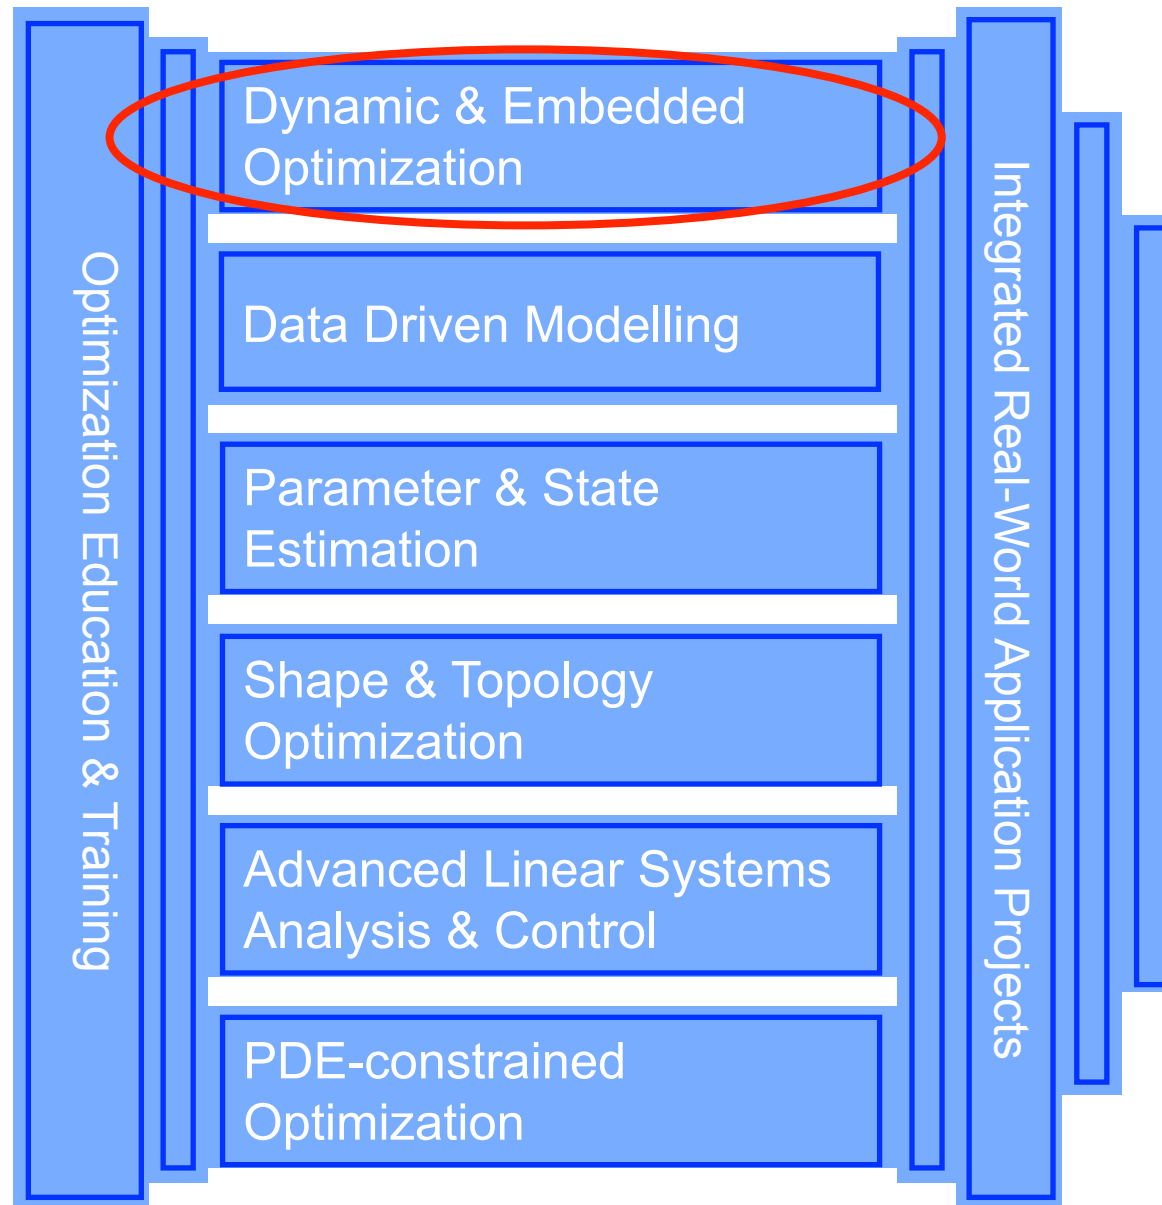 Optimization Education & Training
Dynamic & Embedded
Optimization
Data Driven Modelling
Parameter & State
Estimation
Shape & Topology
Optimization
Advanced Linear Systems
Analysis & Control
PDE-constrained
Optimization
Integrated Real-World Application Projects